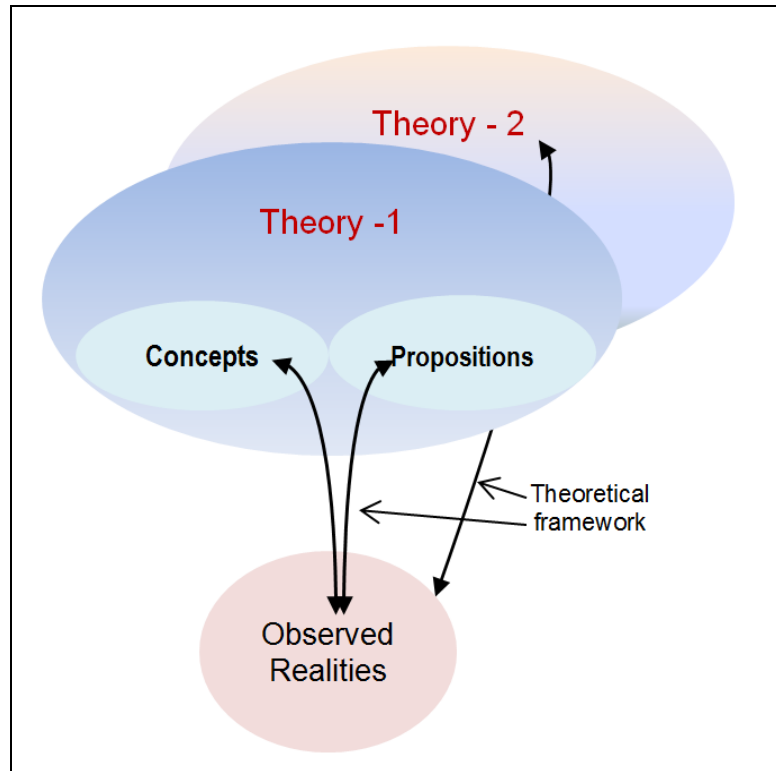 Theory - 2
Theory -1
Concepts
Propositions
Theoretical
framework
Observed
Realities